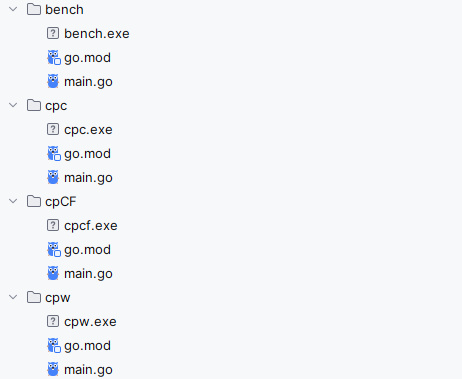 bench
bench.exe
go.mod
main.go
cpc
cpc.exe
go.mod
main.go
cpCF
cpcf.exe
go.mod
main.go
cpw
cpw.exe
go.mod
main.go